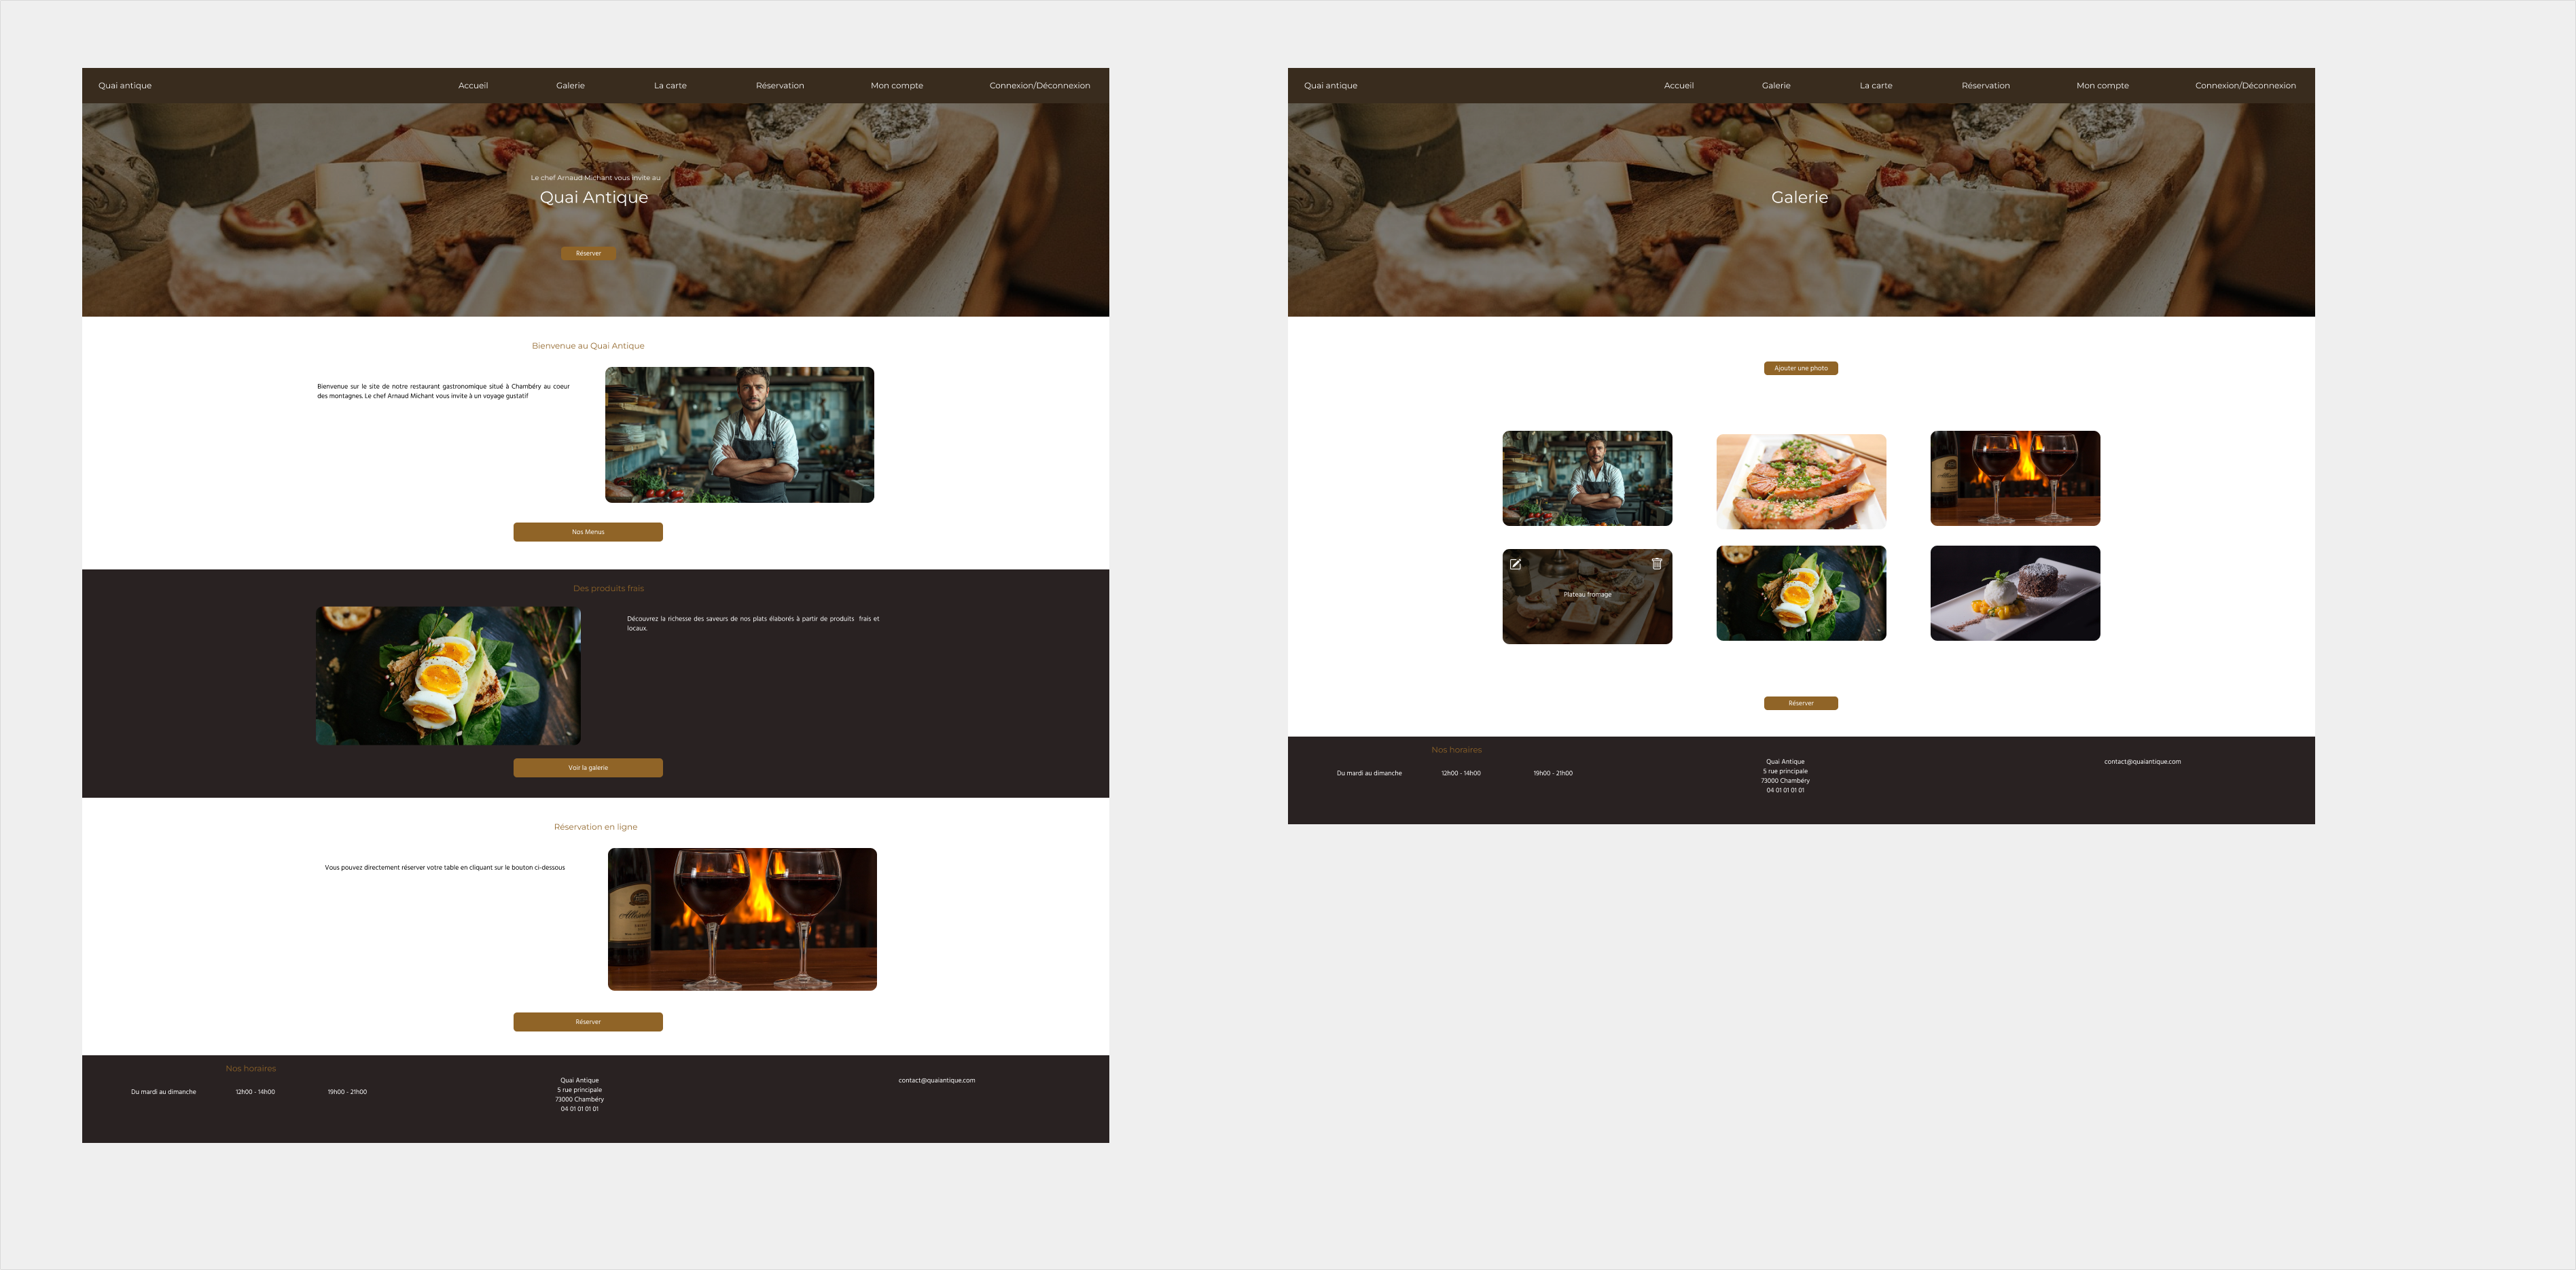 Quai antique
Accueil
Galerie
La carte
Réservation
Mon compte
Connexion/Déconnexion
Le chef Arnaud Michant vous invite au
Quai Antique
Réserver
Bienvenue au Quai Antique
Bienvenue sur le site de notre restaurant gastronomique situé à Chambéry au coeur
des montagnes. Le chef Arnaud Michant vous invite à un voyage gustatif
Nos Menus
Des produits frais
Découvrez la richesse des saveurs de nos plats élaborés à partir de produits frais et
locaux.
Voir la galerie
Réservation en ligne
Vous pouvez directement réserver votre table en cliquant sur le bouton ci-dessous
Réserver
Nos horaires
Du mardi au dimanche
12h00 - 14h00
19h00 - 21h00
Quai Antique
5 rue principale
73000 Chambéry
04 01 01 01 01
contact@quaiantique.com
Quai antique
Accueil
Galerie
La carte
Réservation
Mon compte
Connexion/Déconnexion
Galerie
Ajouter une photo
Plateau fromage
Réserver
Nos horaires
Du mardi au dimanche
12h00 - 14h00
19h00 - 21h00
Quai Antique
5 rue principale
73000 Chambéry
04 01 01 01 01
contact@quaiantique.com